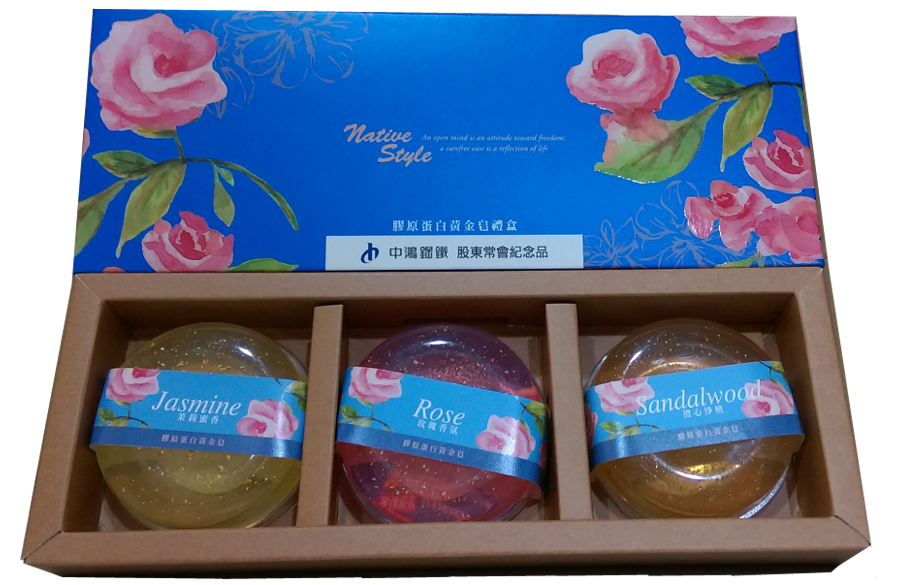 Native
Style
An open mind is an attitude toward freedom;
a carefree ease is a reflection of life
膠原蛋白黃金皂禮盒
中鴻鋼鐵 股東常會紀念品
Jasmine
茉莉蜜香
膠原蛋白黃金皂
Rose
玫瑰香氛
膠原蛋白黃金皂
Sandalwood
澄心淨檀
膠原蛋白黃金皂